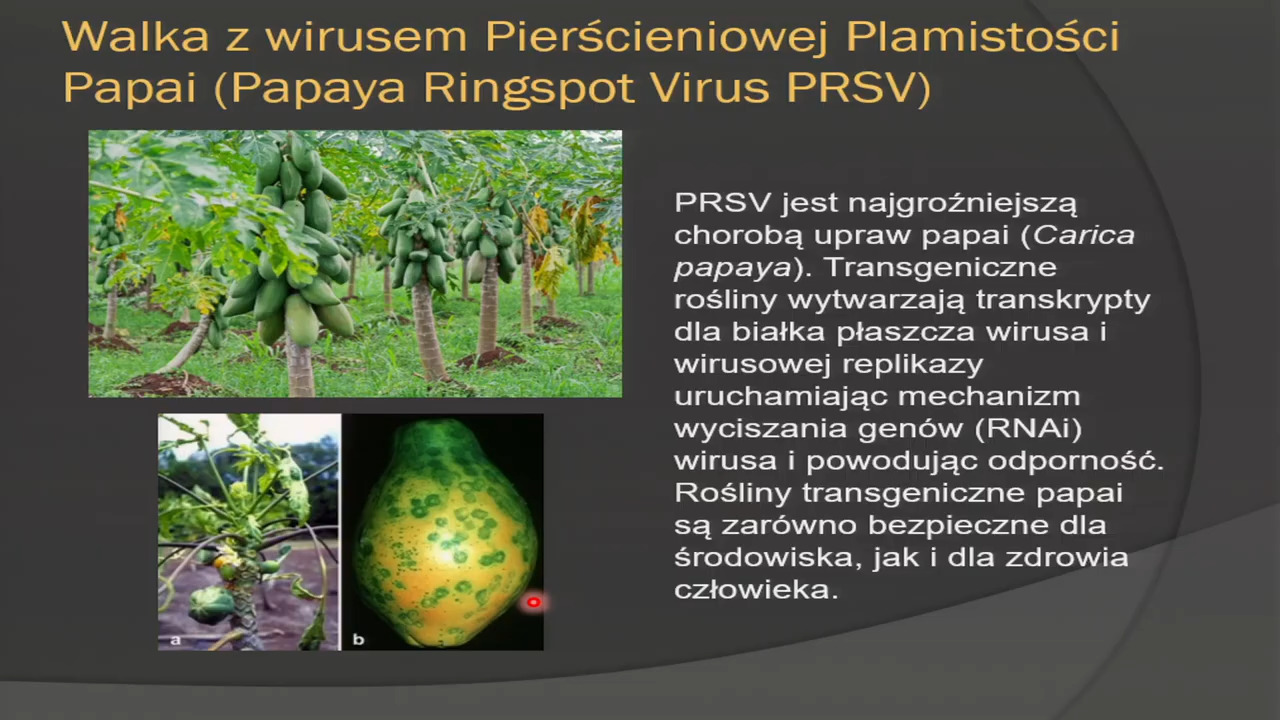 Walka z wirusem Pierścieniowej Plamistości
Papai (Papaya Ringspot Virus PRSV)
PRSV jest najgroźniejszą
chorobą upraw papai (Carica
papaya). Transgeniczne
rośliny wytwarzają transkrypty
dla białka płaszcza wirusa i
wirusowej replikazy
uruchamiając mechanizm
wyciszania genów (RNAi)
wirusa i powodując odporność.
Rośliny transgeniczne papai
są zarówno bezpieczne dla
środowiska, jak i dla zdrowia
człowieka.
a
b